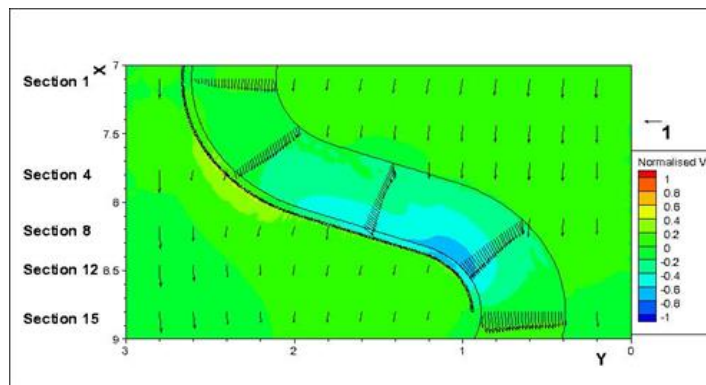 Section 1
Section 4
Section 8
Section 12
Section 15
X
7
7.5
8
8.5
9
3
2
1
0
Y
1
Normalised V
1
0.8
0.6
0.4
0.2
0
-0.2
-0.4
-0.6
-0.8
-1